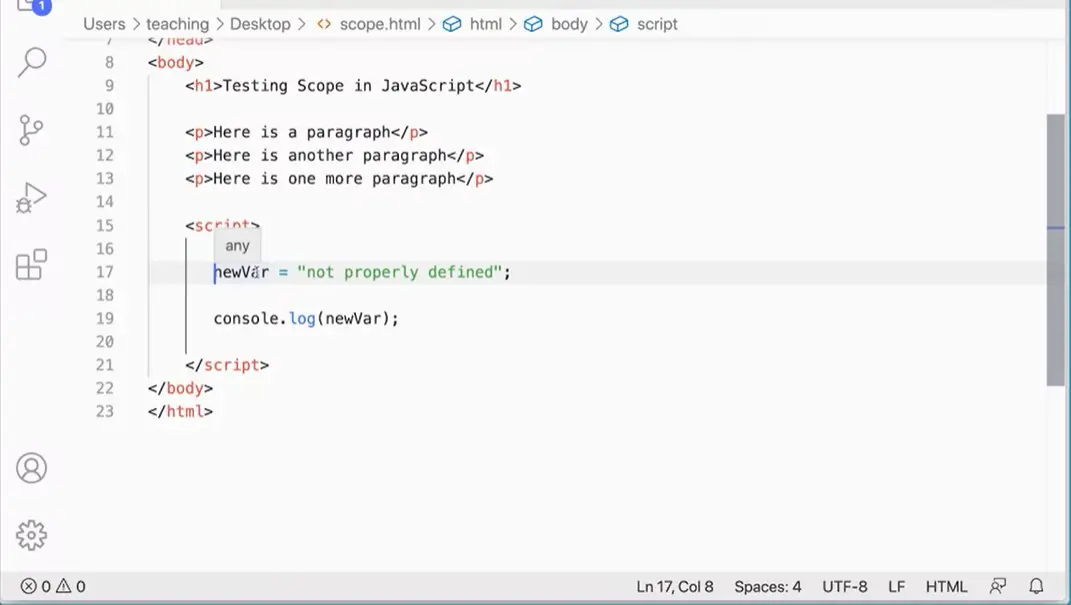 1
Users > teaching > Desktop > <> scope.html > html > body > script
7 </head>
8 <body>
9 <h1>Testing Scope in JavaScript</h1>
10
11 <p>Here is a paragraph</p>
12 <p>Here is another paragraph</p>
13 <p>Here is one more paragraph</p>
14
15 <script>
16
any
17 newVar = "not properly defined";
18
19 console.log(newVar);
20
21 </script>
22 </body>
23 </html>
0 0 Ln 17, Col 8 Spaces: 4 UTF-8 LF HTML